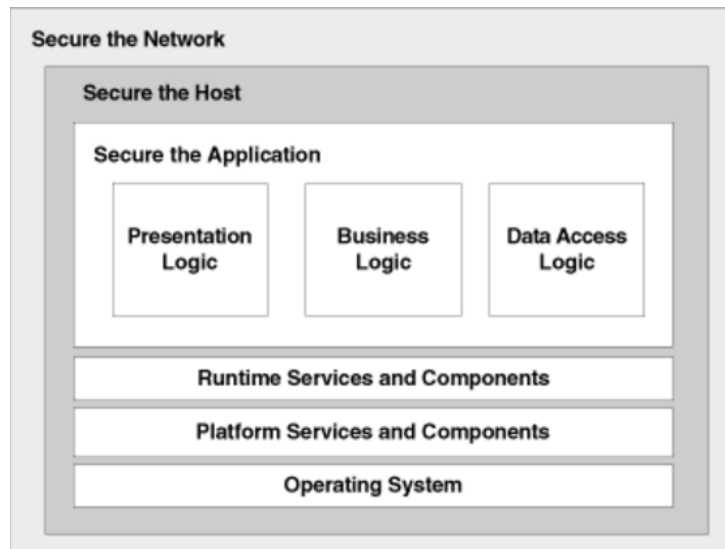 Secure the Network
Secure the Host
Secure the Application
Presentation
Logic
Business
Logic
Data Access
Logic
Runtime Services and Components
Platform Services and Components
Operating System